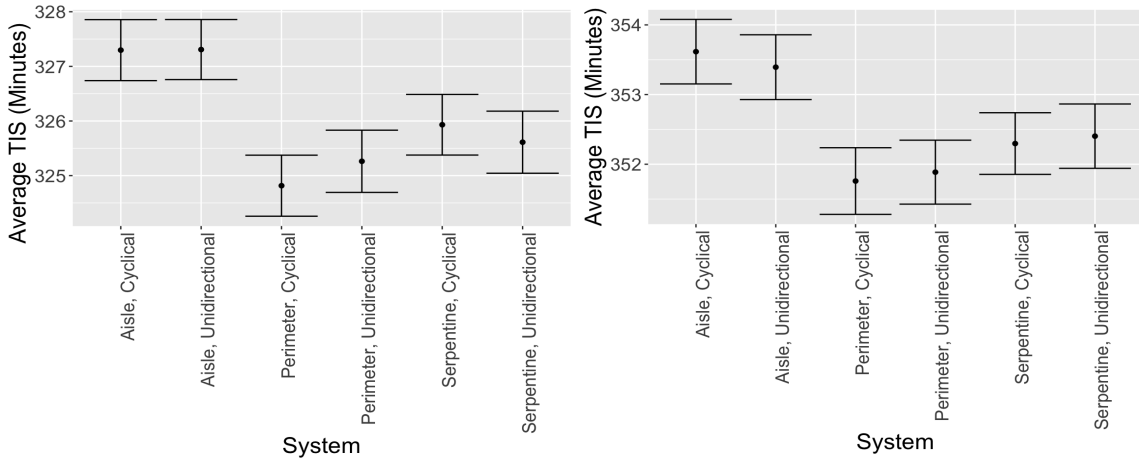 Average TIS (Minutes)
328
327
326
325
Aisle, Cyclical
Aisle, Unidirectional
Perimeter, Cyclical
Perimeter, Unidirectional
Serpentine, Cyclical
Serpentine, Unidirectional
System
Average TIS (Minutes)
354
353
352
Aisle, Cyclical
Aisle, Unidirectional
Perimeter, Cyclical
Perimeter, Unidirectional
Serpentine, Cyclical
Serpentine, Unidirectional
System